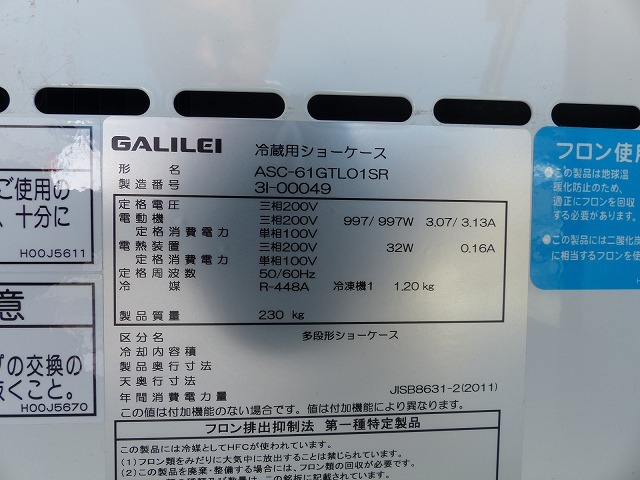 GALILEI 冷蔵用ショーケース
形名 ASC-61GTLO1SR
製造番号 3I-00049
定格電圧 三相200V
電動機 三相200V 997/997W 3.07/3.13A
定格消費電力 単相100V
電熱装置 三相200V 32W 0.16A
定格消費電力 単相100V
定格周波数 50/60Hz
冷媒 R-448A 冷凍機1 1.20kg
製品質量 230 kg
区分名 多段形ショーケース
冷却内容積
製品奥行寸法
天奥行寸法
年間消費電力量 JISB8631-2(2011)
この値は付加機能のない場合です。値は付加機能により異なります。
フロン排出抑制法 第一種特定製品
この製品には冷媒としてHFCが使われています。
(1)フロン類をみだりに大気中に放出することは禁じられています。
(2)この製品を廃棄・整備する場合には、フロン類の回収が必要です。
ご使用の
、十分に
H00J5611
意
プの交換の
抜くこと。
H00J5670
フロン使用
●この製品は地球温
暖化防止のため、
適正にフロンを回収
する必要があります。
●この製品には二酸化炭
に相当するフロンを使